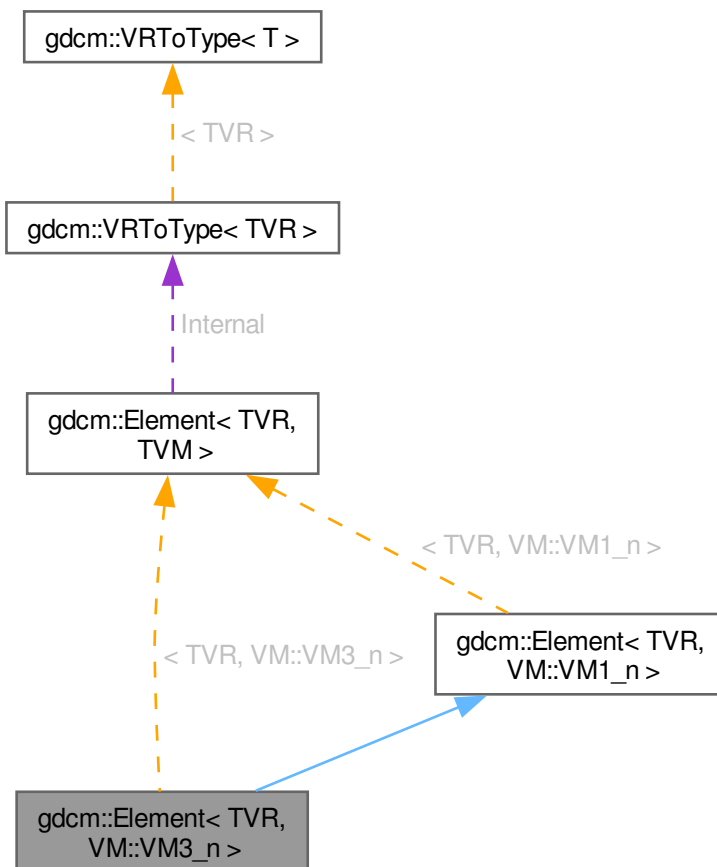 gdcm::VRToType< T >
< TVR >
gdcm::VRToType< TVR >
Internal
gdcm::Element< TVR,
TVM >
< TVR, VM::VM1_n >
gdcm::Element< TVR,
VM::VM1_n >
< TVR, VM::VM3_n >
gdcm::Element< TVR,
VM::VM3_n >